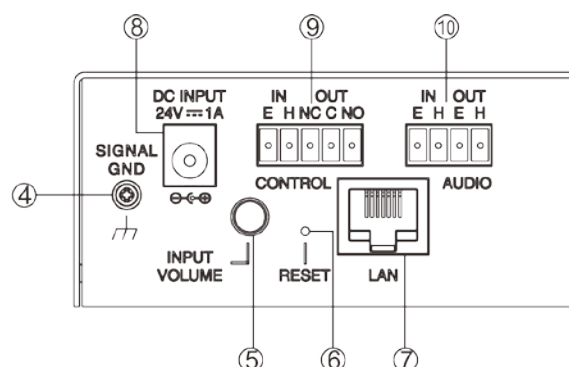 ⑧ ⑨ ⑩
DC INPUT
24V⎓1A
IN OUT
E H NC C NO
CONTROL
IN OUT
E H E H
AUDIO
④
SIGNAL
GND
INPUT
VOLUME
RESET
LAN
⑤ ⑥ ⑦